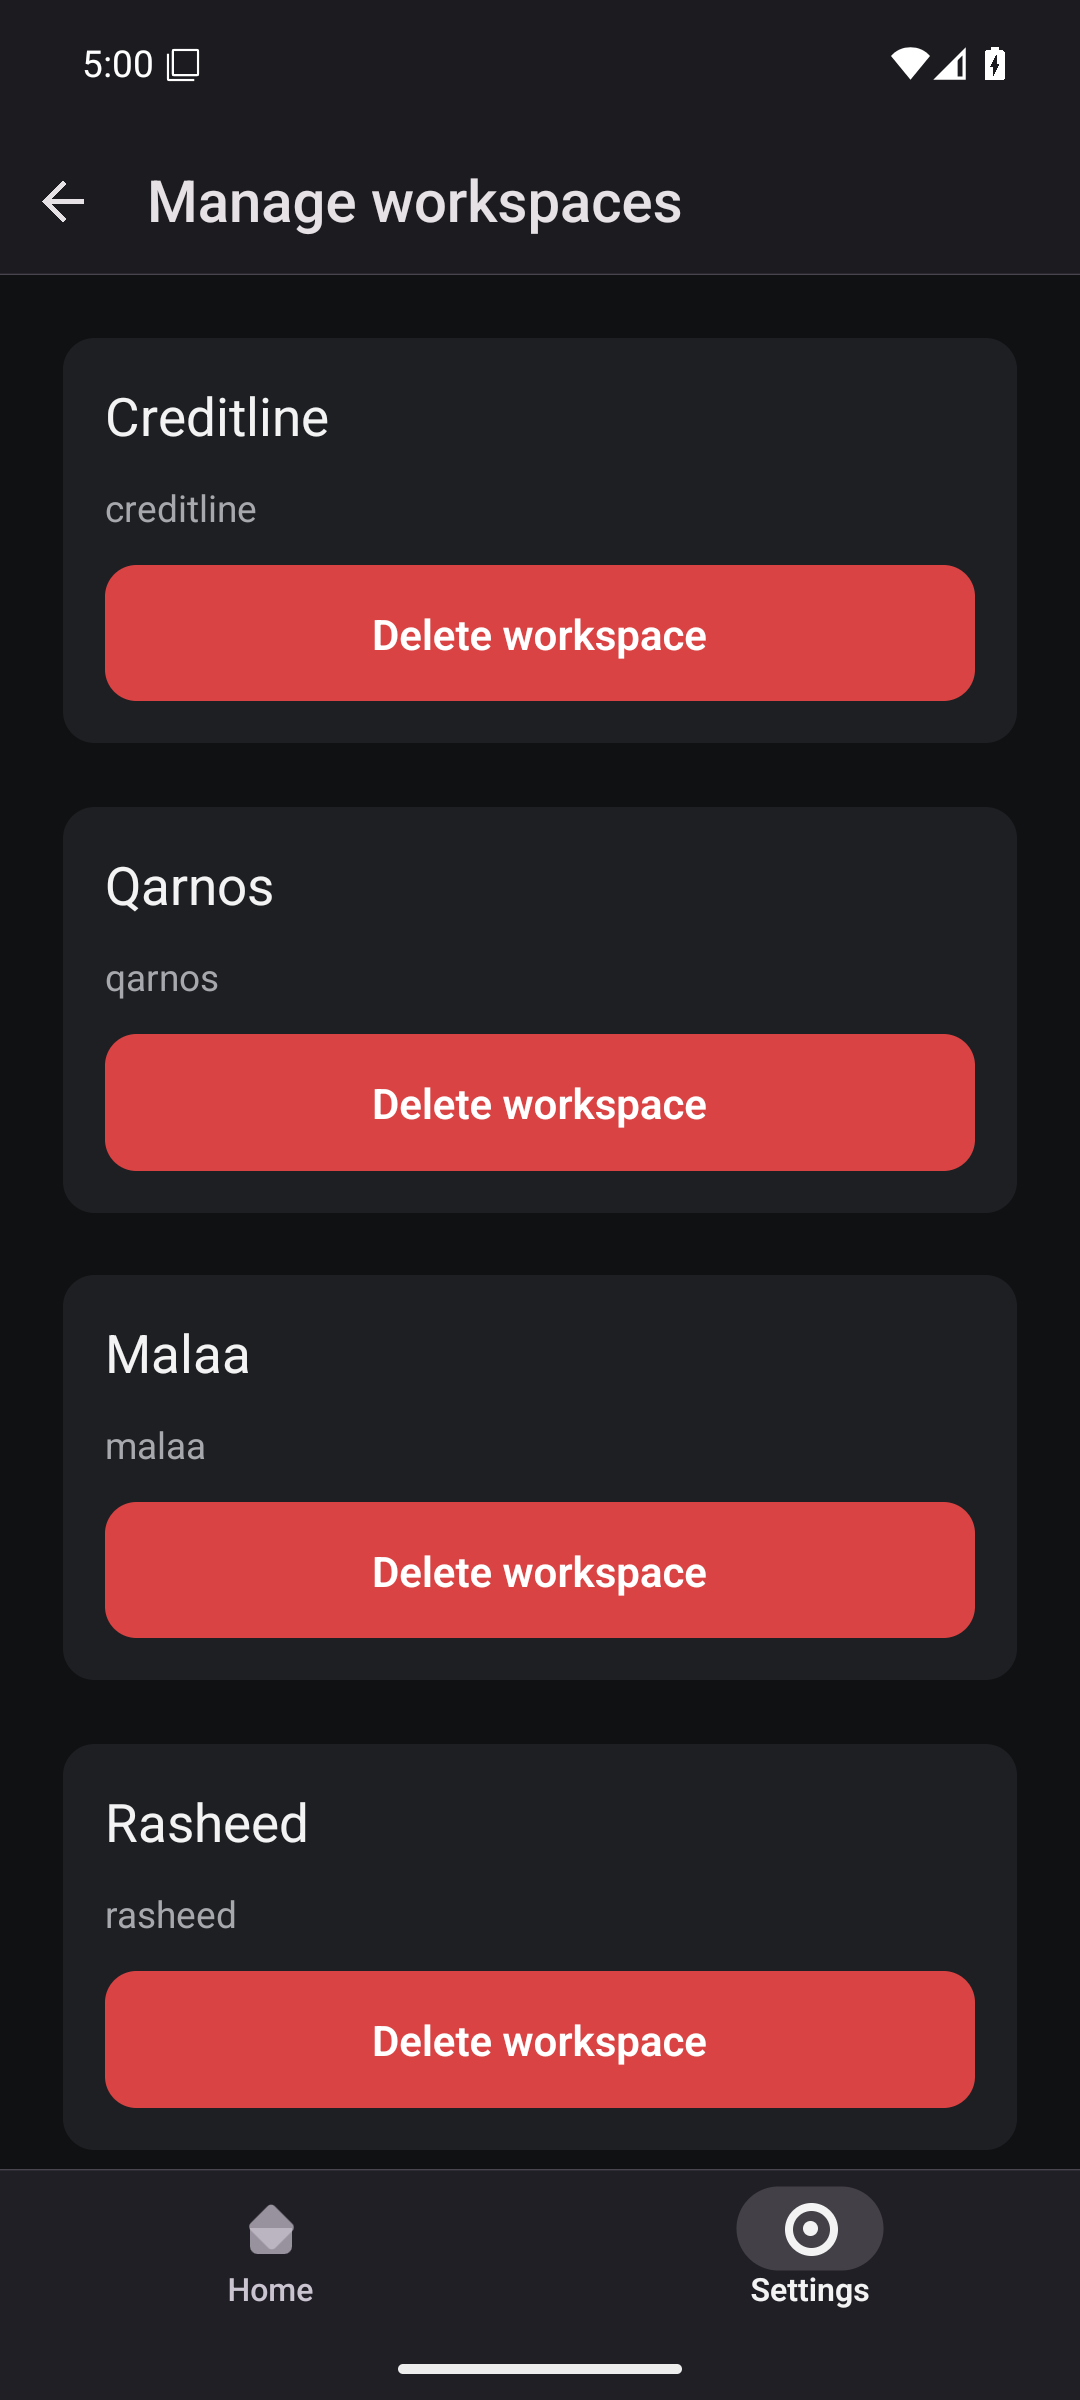 5:00
Manage workspaces
Creditline
creditline
Delete workspace
Qarnos
qarnos
Delete workspace
Malaa
malaa
Delete workspace
Rasheed
rasheed
Delete workspace
Home
Settings